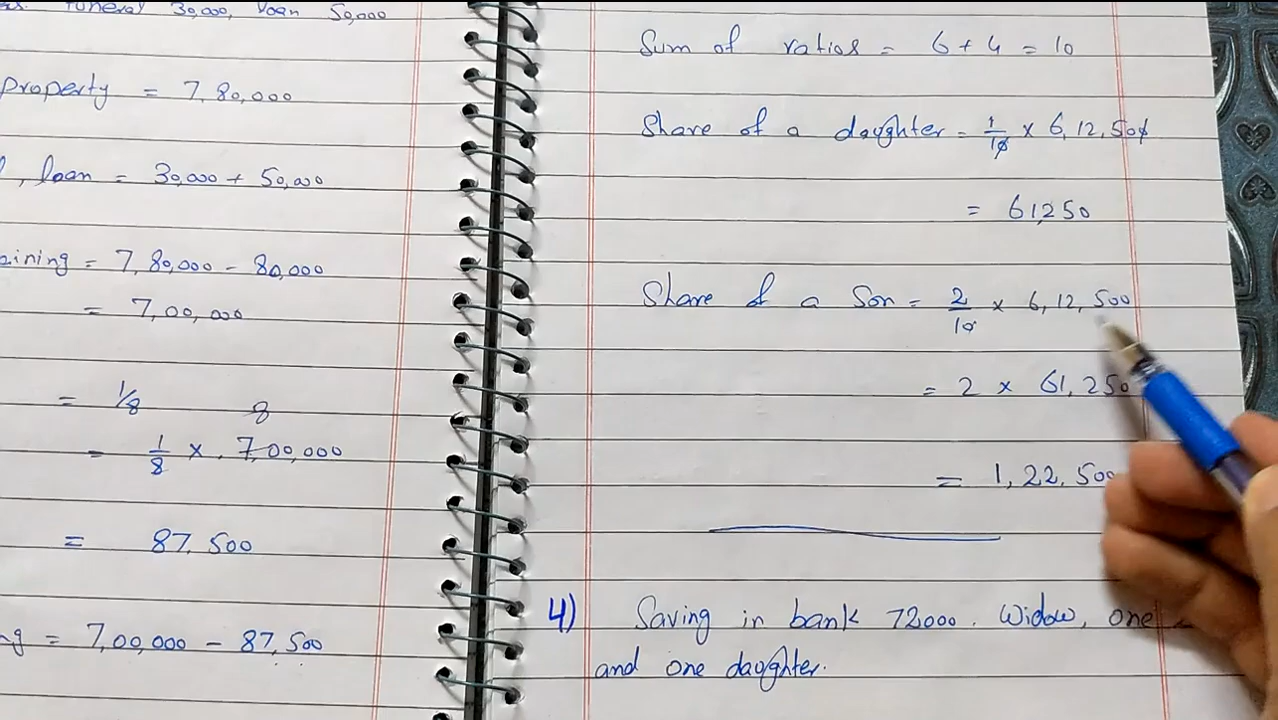 funeral 30,000, loan 50,000
property = 7,80,000
, loan = 30,000 + 50,000
aining = 7,80,000 - 80,000
= 7,00,000
= 1/8
8
= 1/8 × 7,00,000
= 87,500
= 7,00,000 - 87,500
Sum of ratios = 6 + 4 = 10
Share of a daughter = 1/10 × 6,12,500
= 61,250
Share of a Son = 2/10 × 6,12,500
= 2 × 61,250
= 1,22,500
4) Saving in bank 72000. Widow, one
and one daughter.